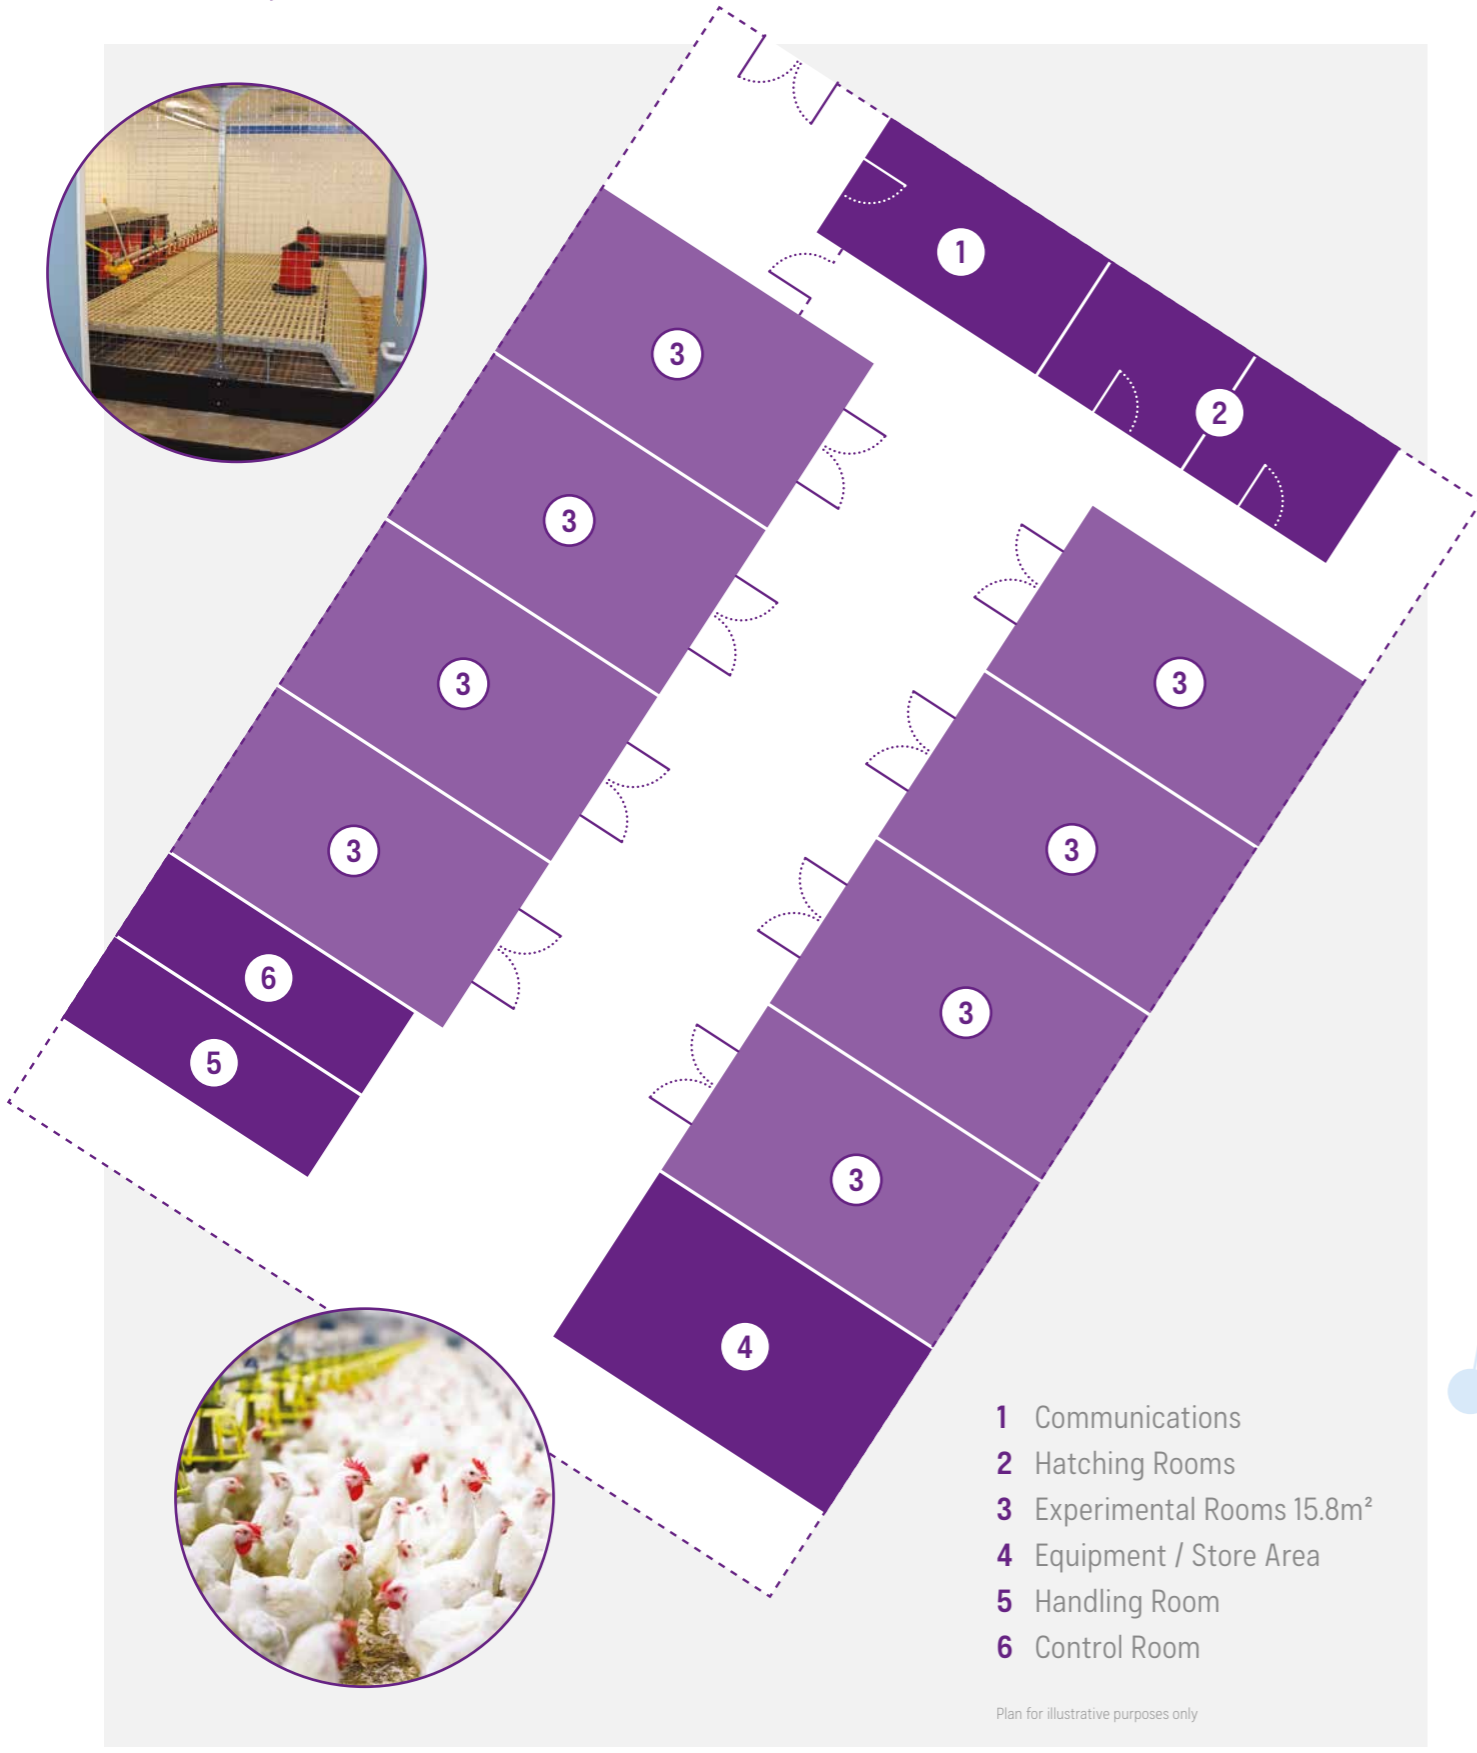 1
2
3
3
3
3
3
3
3
3
6
5
4
1 Communications
2 Hatching Rooms
3 Experimental Rooms 15.8m²
4 Equipment / Store Area
5 Handling Room
6 Control Room
Plan for illustrative purposes only